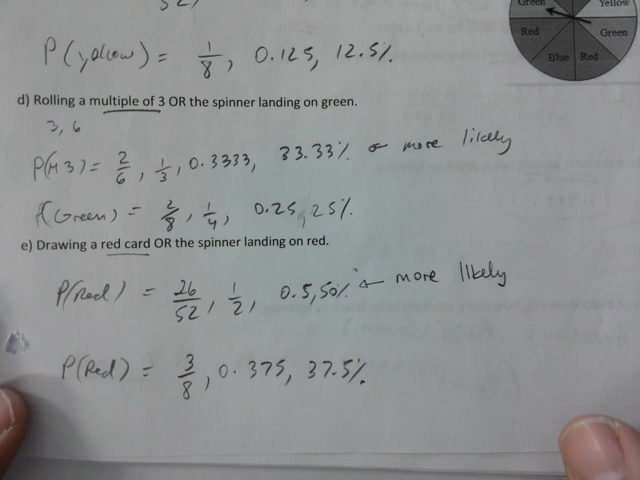 52)
Green Yellow
P(yellow) = 1/8, 0.125, 12.5%.
Red Green
Blue Red
d) Rolling a multiple of 3 OR the spinner landing on green.
3, 6
P(M3) = 2/6, 1/3, 0.3333, 33.33% ← more likely
P(Green) = 2/8, 1/4, 0.25, 25%.
e) Drawing a red card OR the spinner landing on red.
P(Red) = 26/52, 1/2, 0.5, 50% ← more likely
P(Red) = 3/8, 0.375, 37.5%.